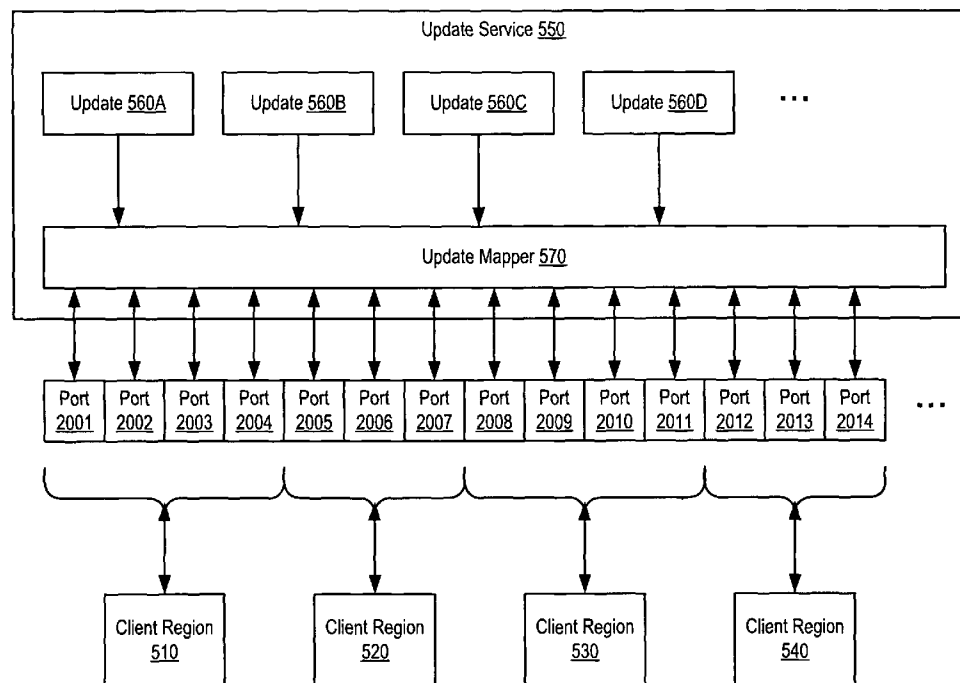 Update Service 550
Update 560A
Update 560B
Update 560C
Update 560D
...
Update Mapper 570
Port
2001
Port
2002
Port
2003
Port
2004
Port
2005
Port
2006
Port
2007
Port
2008
Port
2009
Port
2010
Port
2011
Port
2012
Port
2013
Port
2014
...
Client Region
510
Client Region
520
Client Region
530
Client Region
540